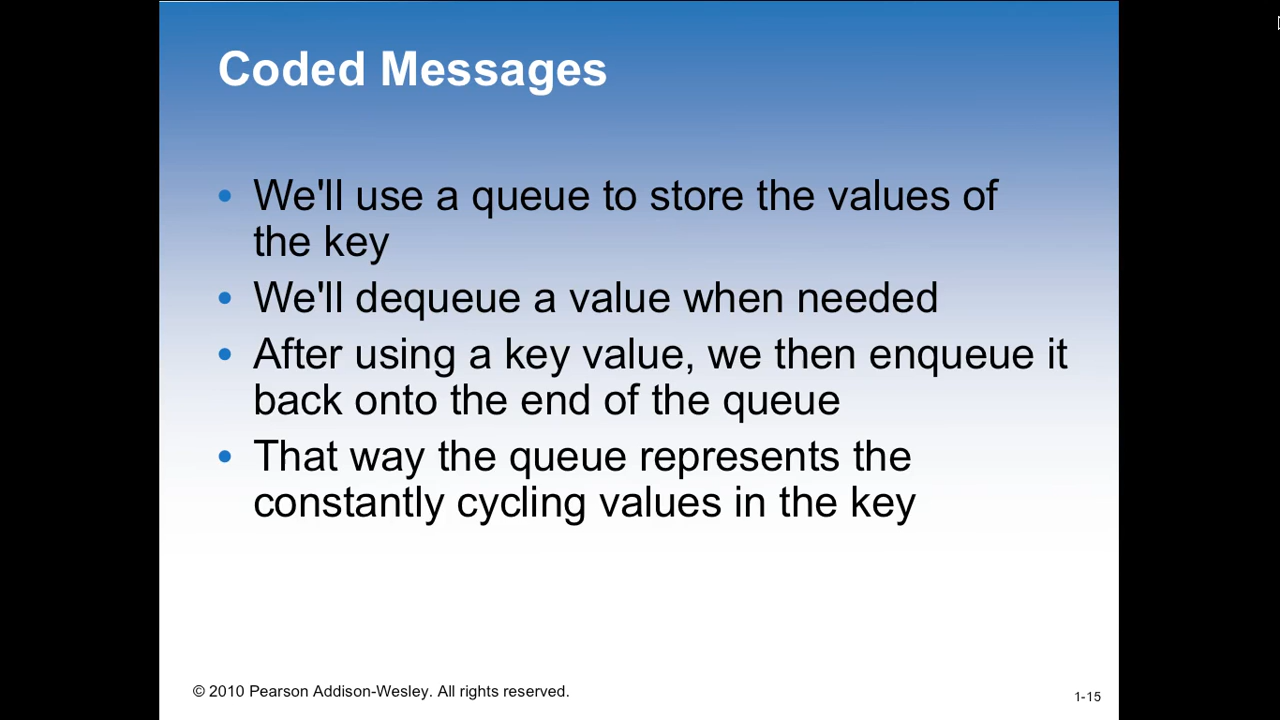 Coded Messages
• We'll use a queue to store the values of
the key
• We'll dequeue a value when needed
• After using a key value, we then enqueue it
back onto the end of the queue
• That way the queue represents the
constantly cycling values in the key
© 2010 Pearson Addison-Wesley. All rights reserved.
1-15